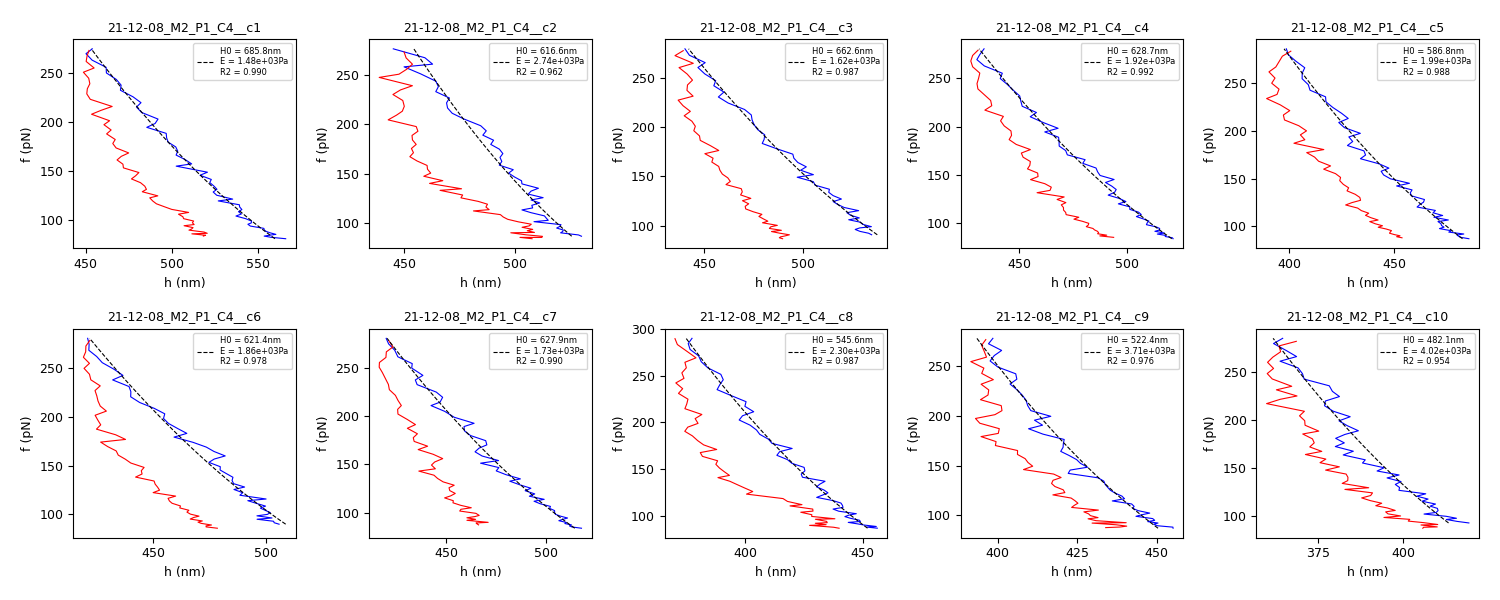 21-12-08_M2_P1_C4__c1
H0 = 685.8nm
E = 1.48e+03Pa
R2 = 0.990
f (pN)
250
200
150
100
450
500
550
h (nm)
21-12-08_M2_P1_C4__c2
H0 = 616.6nm
E = 2.74e+03Pa
R2 = 0.962
f (pN)
250
200
150
100
450
500
h (nm)
21-12-08_M2_P1_C4__c3
H0 = 662.6nm
E = 1.62e+03Pa
R2 = 0.987
f (pN)
250
200
150
100
450
500
h (nm)
21-12-08_M2_P1_C4__c4
H0 = 628.7nm
E = 1.92e+03Pa
R2 = 0.992
f (pN)
250
200
150
100
450
500
h (nm)
21-12-08_M2_P1_C4__c5
H0 = 586.8nm
E = 1.99e+03Pa
R2 = 0.988
f (pN)
250
200
150
100
400
450
h (nm)
21-12-08_M2_P1_C4__c6
H0 = 621.4nm
E = 1.86e+03Pa
R2 = 0.978
f (pN)
250
200
150
100
450
500
h (nm)
21-12-08_M2_P1_C4__c7
H0 = 627.9nm
E = 1.73e+03Pa
R2 = 0.990
f (pN)
250
200
150
100
450
500
h (nm)
21-12-08_M2_P1_C4__c8
H0 = 545.6nm
E = 2.30e+03Pa
R2 = 0.987
f (pN)
300
250
200
150
100
400
450
h (nm)
21-12-08_M2_P1_C4__c9
H0 = 522.4nm
E = 3.71e+03Pa
R2 = 0.976
f (pN)
250
200
150
100
400
425
450
h (nm)
21-12-08_M2_P1_C4__c10
H0 = 482.1nm
E = 4.02e+03Pa
R2 = 0.954
f (pN)
250
200
150
100
375
400
h (nm)